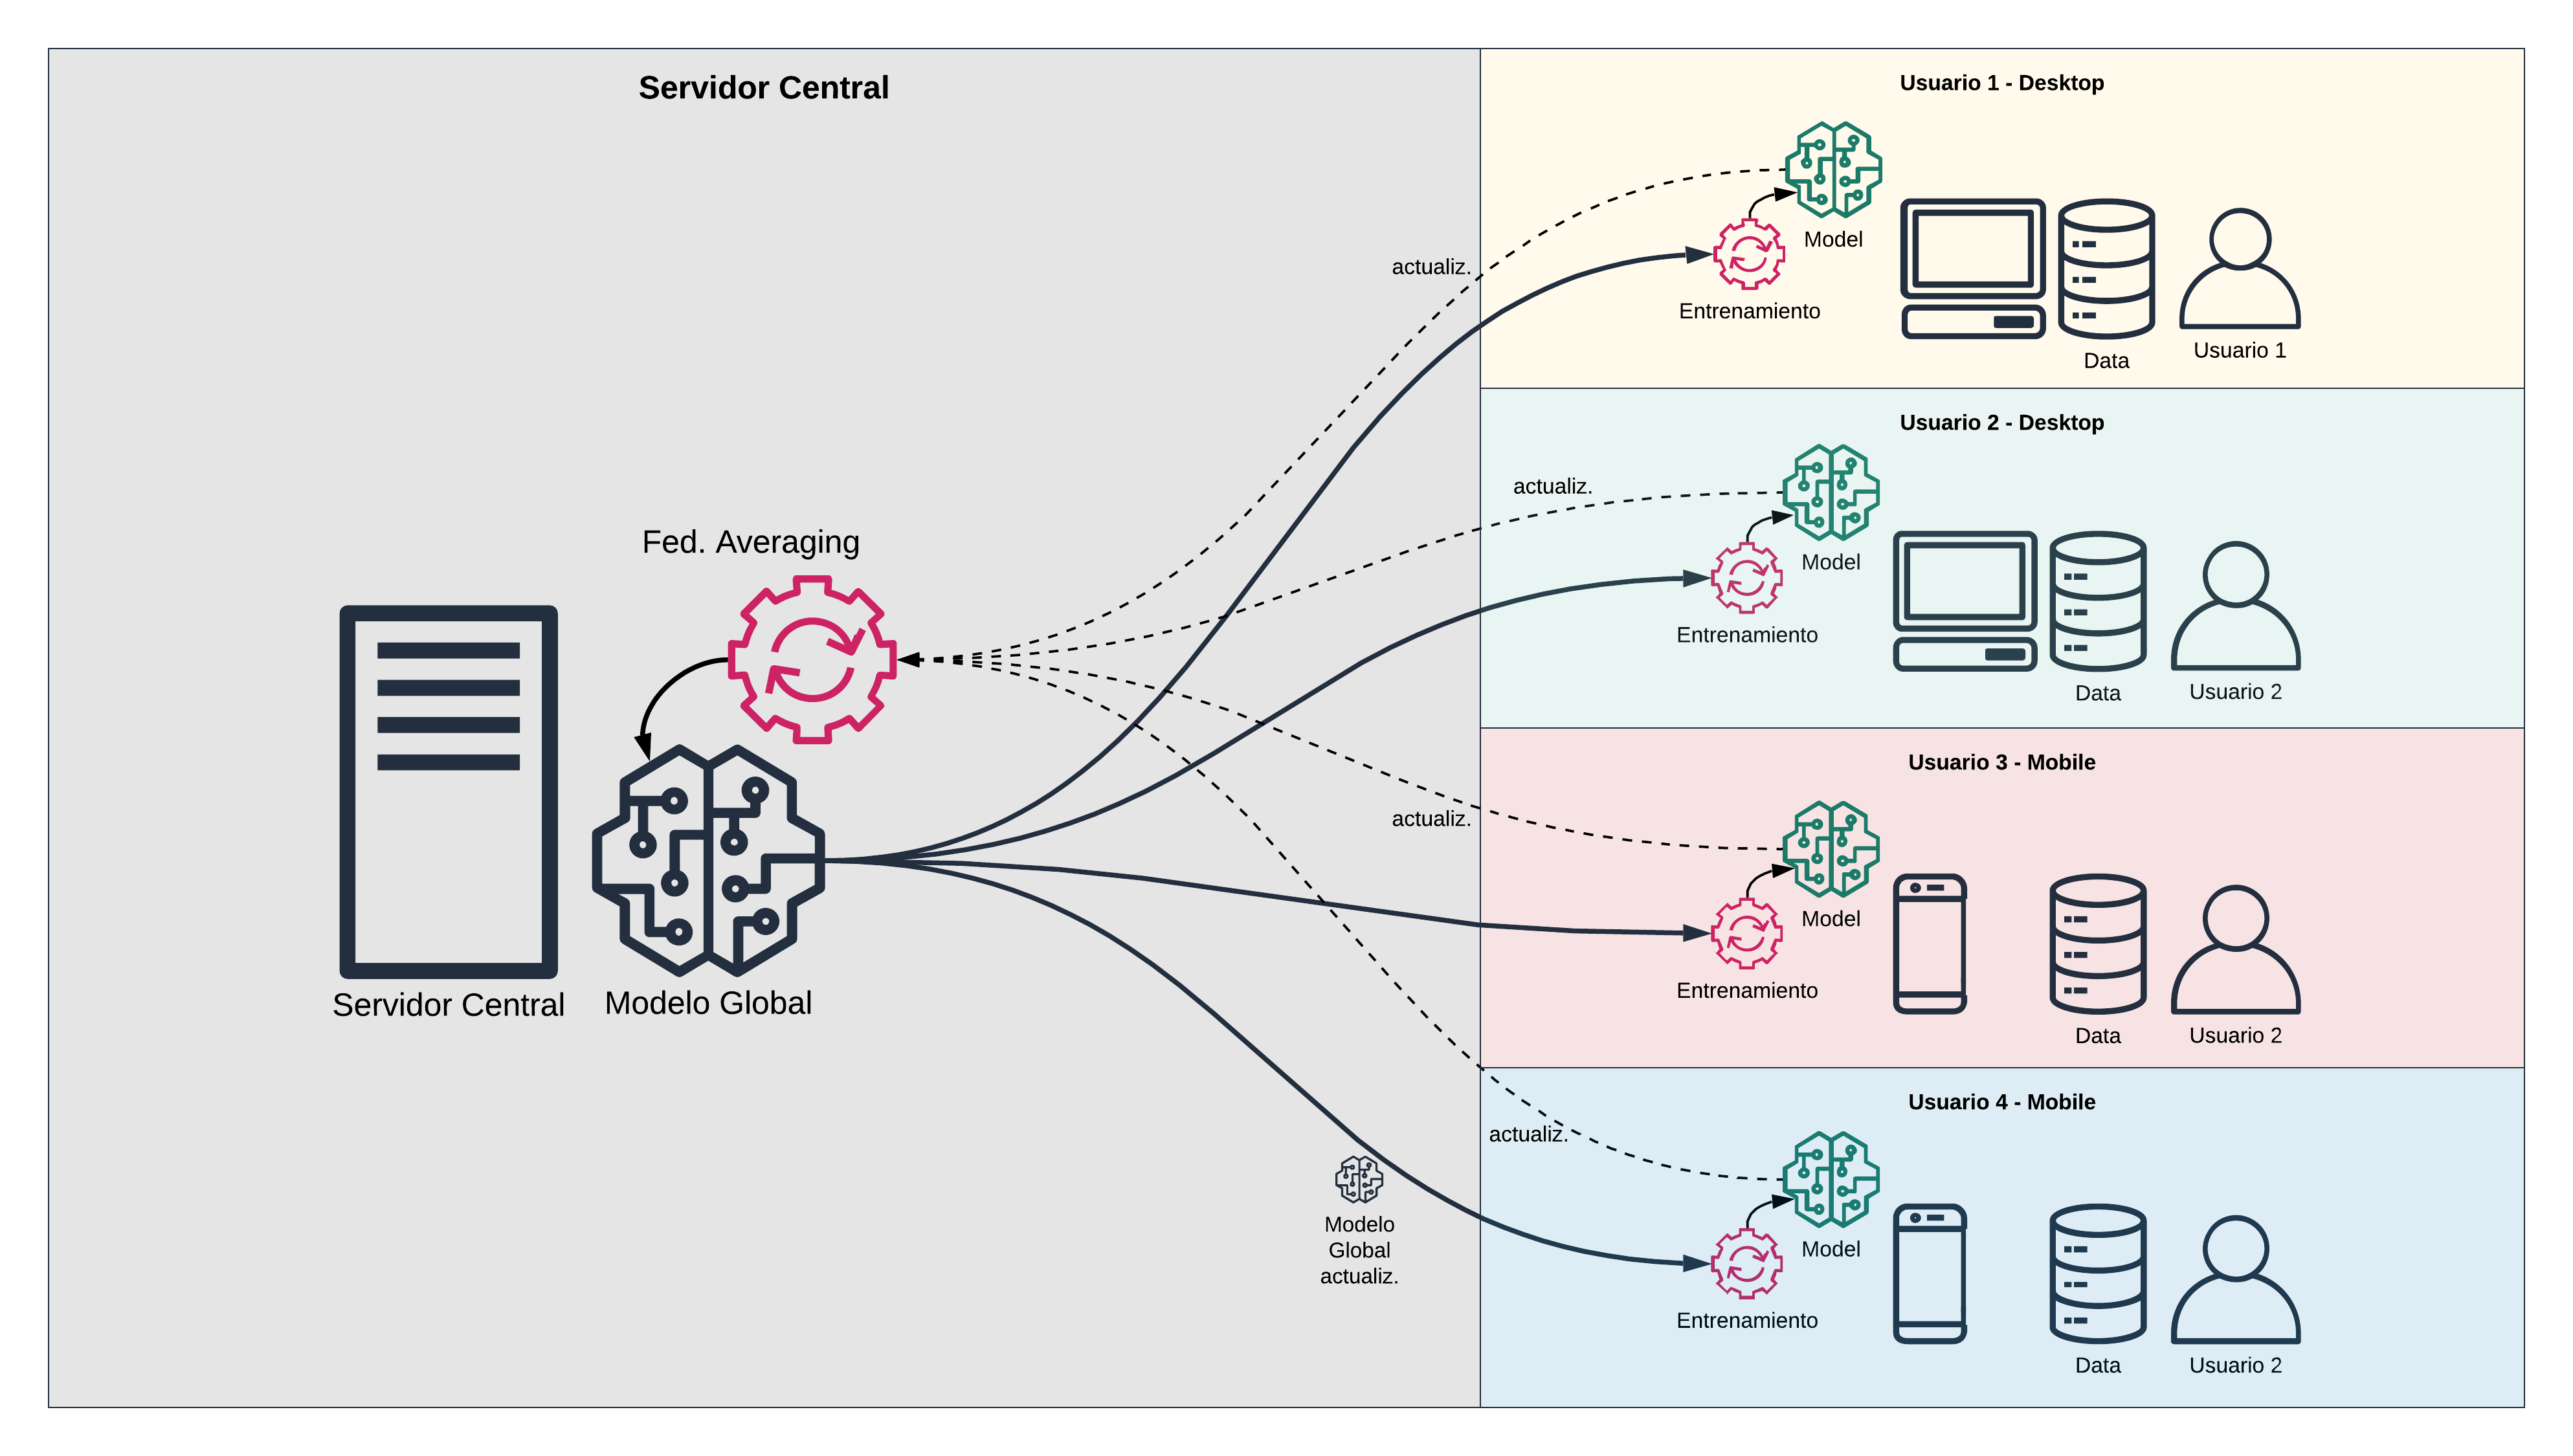 Servidor Central
Fed. Averaging
Servidor Central
Modelo Global
actualiz.
actualiz.
actualiz.
actualiz.
Modelo
Global
actualiz.
Usuario 1 - Desktop
Model
Entrenamiento
Data
Usuario 1
Usuario 2 - Desktop
Model
Entrenamiento
Data
Usuario 2
Usuario 3 - Mobile
Model
Entrenamiento
Data
Usuario 2
Usuario 4 - Mobile
Model
Entrenamiento
Data
Usuario 2